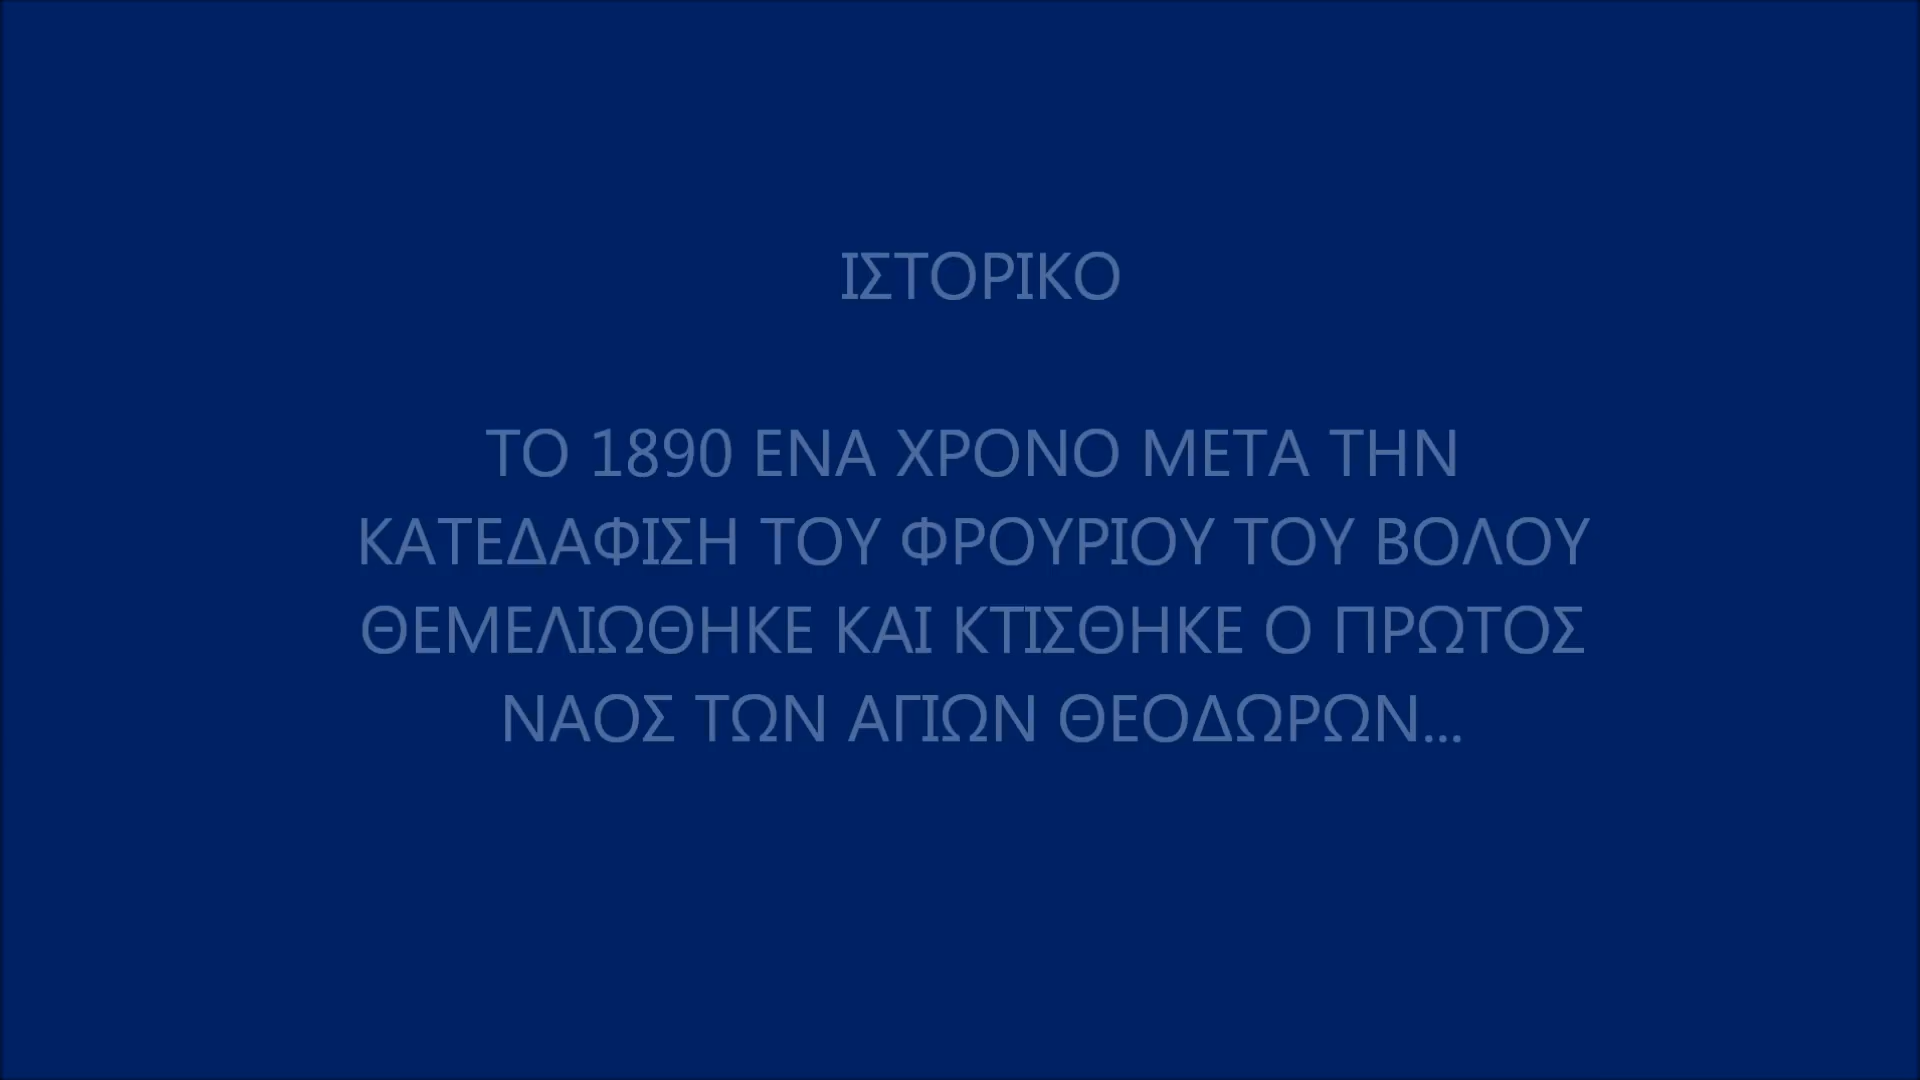 ΙΣΤΟΡΙΚΟ
ΤΟ 1890 ΕΝΑ ΧΡΟΝΟ ΜΕΤΑ ΤΗΝ
ΚΑΤΕΔΑΦΙΣΗ ΤΟΥ ΦΡΟΥΡΙΟΥ ΤΟΥ ΒΟΛΟΥ
ΘΕΜΕΛΙΩΘΗΚΕ ΚΑΙ ΚΤΙΣΘΗΚΕ Ο ΠΡΩΤΟΣ
ΝΑΟΣ ΤΩΝ ΑΓΙΩΝ ΘΕΟΔΩΡΩΝ...